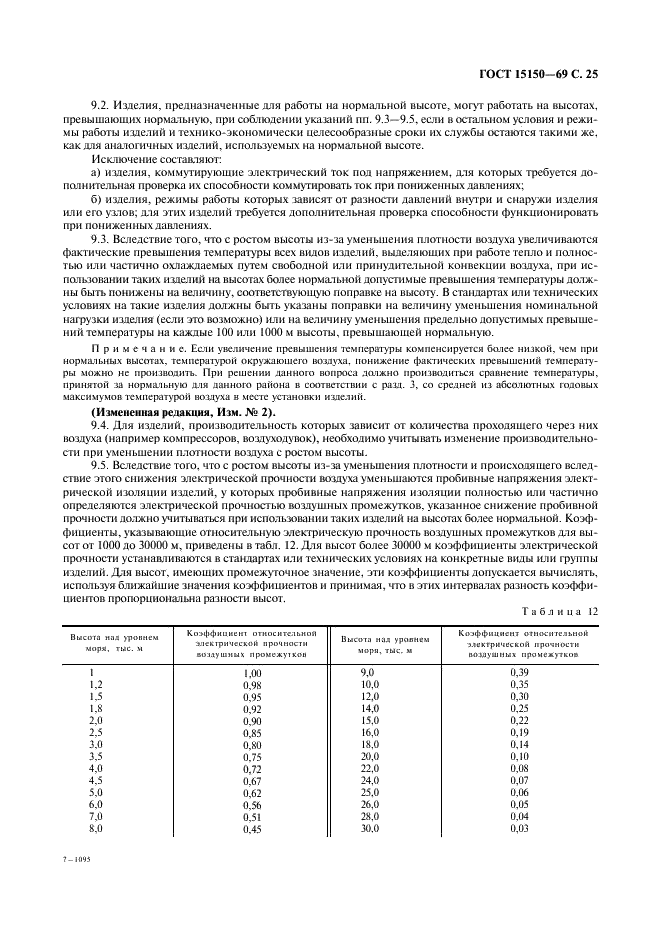 ГОСТ 15150—69 С. 25
9.2. Изделия, предназначенные для работы на нормальной высоте, могут работать на высотах,
превышающих нормальную, при соблюдении указаний пп. 9.3—9.5, если в остальном условия и режи-
мы работы изделий и технико-экономически целесообразные сроки их службы остаются такими же,
как для аналогичных изделий, используемых на нормальной высоте.
Исключение составляют:
а) изделия, коммутирующие электрический ток под напряжением, для которых требуется до-
полнительная проверка их способности коммутировать ток при пониженных давлениях;
б) изделия, режимы работы которых зависят от разности давлений внутри и снаружи изделия
или его узлов; для этих изделий требуется дополнительная проверка способности функционировать
при пониженных давлениях.
9.3. Вследствие того, что с ростом высоты из-за уменьшения плотности воздуха увеличиваются
фактические превышения температуры всех видов изделий, выделяющих при работе тепло и полнос-
тью или частично охлаждаемых путем свободной или принудительной конвекции воздуха, при ис-
пользовании таких изделий на высотах более нормальной допустимые превышения температуры долж-
ны быть понижены на величину, соответствующую поправке на высоту. В стандартах или технических
условиях на такие изделия должны быть указаны поправки на величину уменьшения номинальной
нагрузки изделия (если это возможно) или на величину уменьшения предельно допустимых превыше-
ний температуры на каждые 100 или 1000 м высоты, превышающей нормальную.
Примечание. Если увеличение превышения температуры компенсируется более низкой, чем при
нормальных высотах, температурой окружающего воздуха, понижение фактических превышений температу-
ры можно не производить. При решении данного вопроса должно производиться сравнение температуры,
принятой за нормальную для данного района в соответствии с разд. 3, со средней из абсолютных годовых
максимумов температурой воздуха в месте установки изделий.
(Измененная редакция, Изм. № 2).
9.4. Для изделий, производительность которых зависит от количества проходящего через них
воздуха (например компрессоров, воздуходувок), необходимо учитывать изменение производительно-
сти при уменьшении плотности воздуха с ростом высоты.
9.5. Вследствие того, что с ростом высоты из-за уменьшения плотности и происходящего вслед-
ствие этого снижения электрической прочности воздуха уменьшаются пробивные напряжения элект-
рической изоляции изделий, у которых пробивные напряжения изоляции полностью или частично
определяются электрической прочностью воздушных промежутков, указанное снижение пробивной
прочности должно учитываться при использовании таких изделий на высотах более нормальной. Коэф-
фициенты, указывающие относительную электрическую прочность воздушных промежутков для вы-
сот от 1000 до 30000 м, приведены в табл. 12. Для высот более 30000 м коэффициенты электрической
прочности устанавливаются в стандартах или технических условиях на конкретные виды или группы
изделий. Для высот, имеющих промежуточное значение, эти коэффициенты допускается вычислять,
используя ближайшие значения коэффициентов и принимая, что в этих интервалах разность коэффи-
циентов пропорциональна разности высот.
Таблица 12
Высота над уровнем моря, тыс. м Коэффициент относительной электрической прочности воздушных промежутков Высота над уровнем моря, тыс. м Коэффициент относительной электрической прочности воздушных промежутков
1 1,00 9,0 0,39
1,2 0,98 10,0 0,35
1,5 0,95 12,0 0,30
1,8 0,92 14,0 0,25
2,0 0,90 15,0 0,22
2,5 0,85 16,0 0,19
3,0 0,80 18,0 0,14
3,5 0,75 20,0 0,10
4,0 0,72 22,0 0,08
4,5 0,67 24,0 0,07
5,0 0,62 25,0 0,06
6,0 0,56 26,0 0,05
7,0 0,51 28,0 0,04
8,0 0,45 30,0 0,03
7—1095